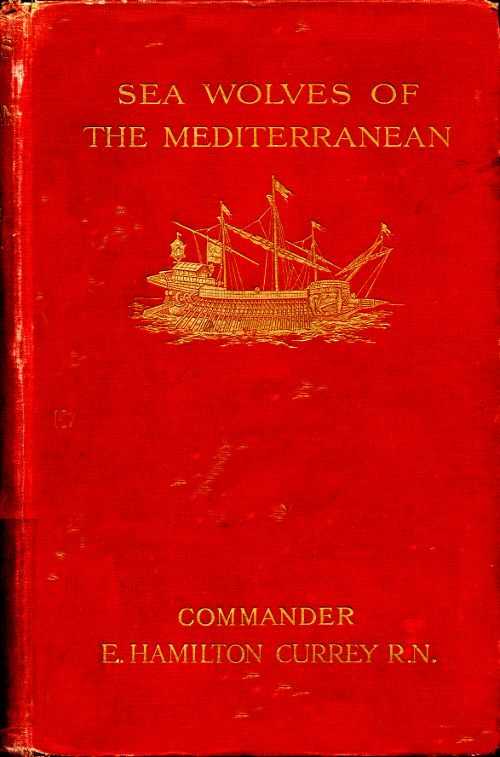 SEA WOLVES OF
THE MEDITERRANEAN
COMMANDER
E. HAMILTON CURREY R.N.